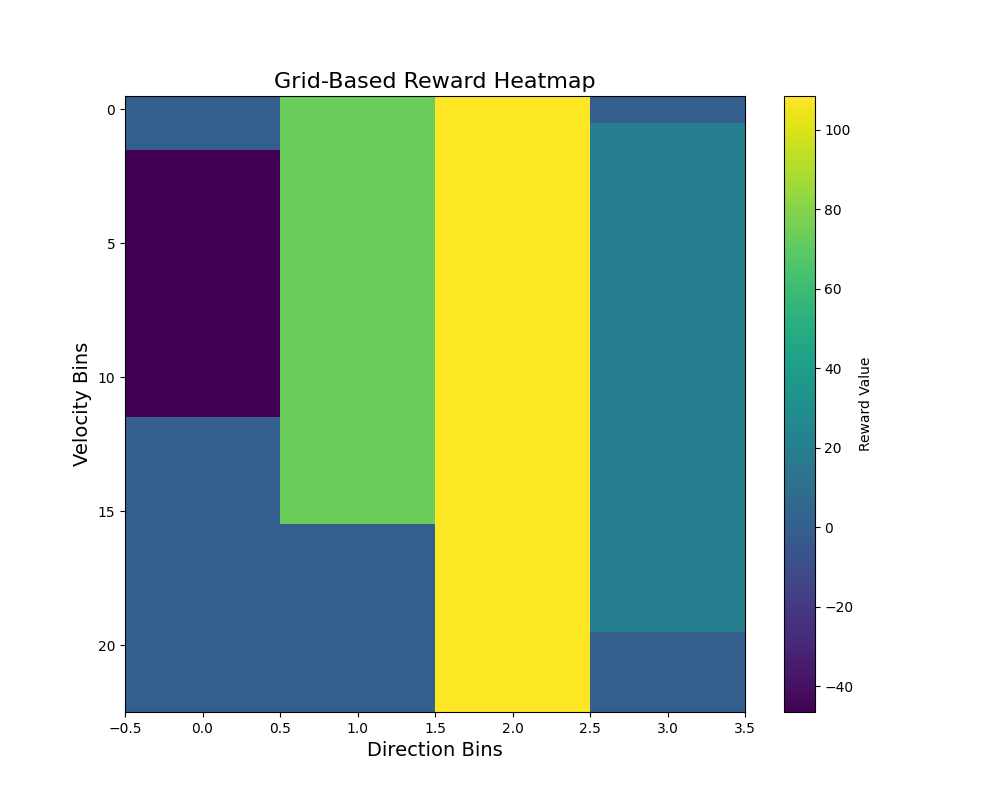 Grid-Based Reward Heatmap
0
5
10
15
20
Velocity Bins
−0.5 0.0 0.5 1.0 1.5 2.0 2.5 3.0 3.5
Direction Bins
100
80
60
40
20
0
−20
−40
Reward Value